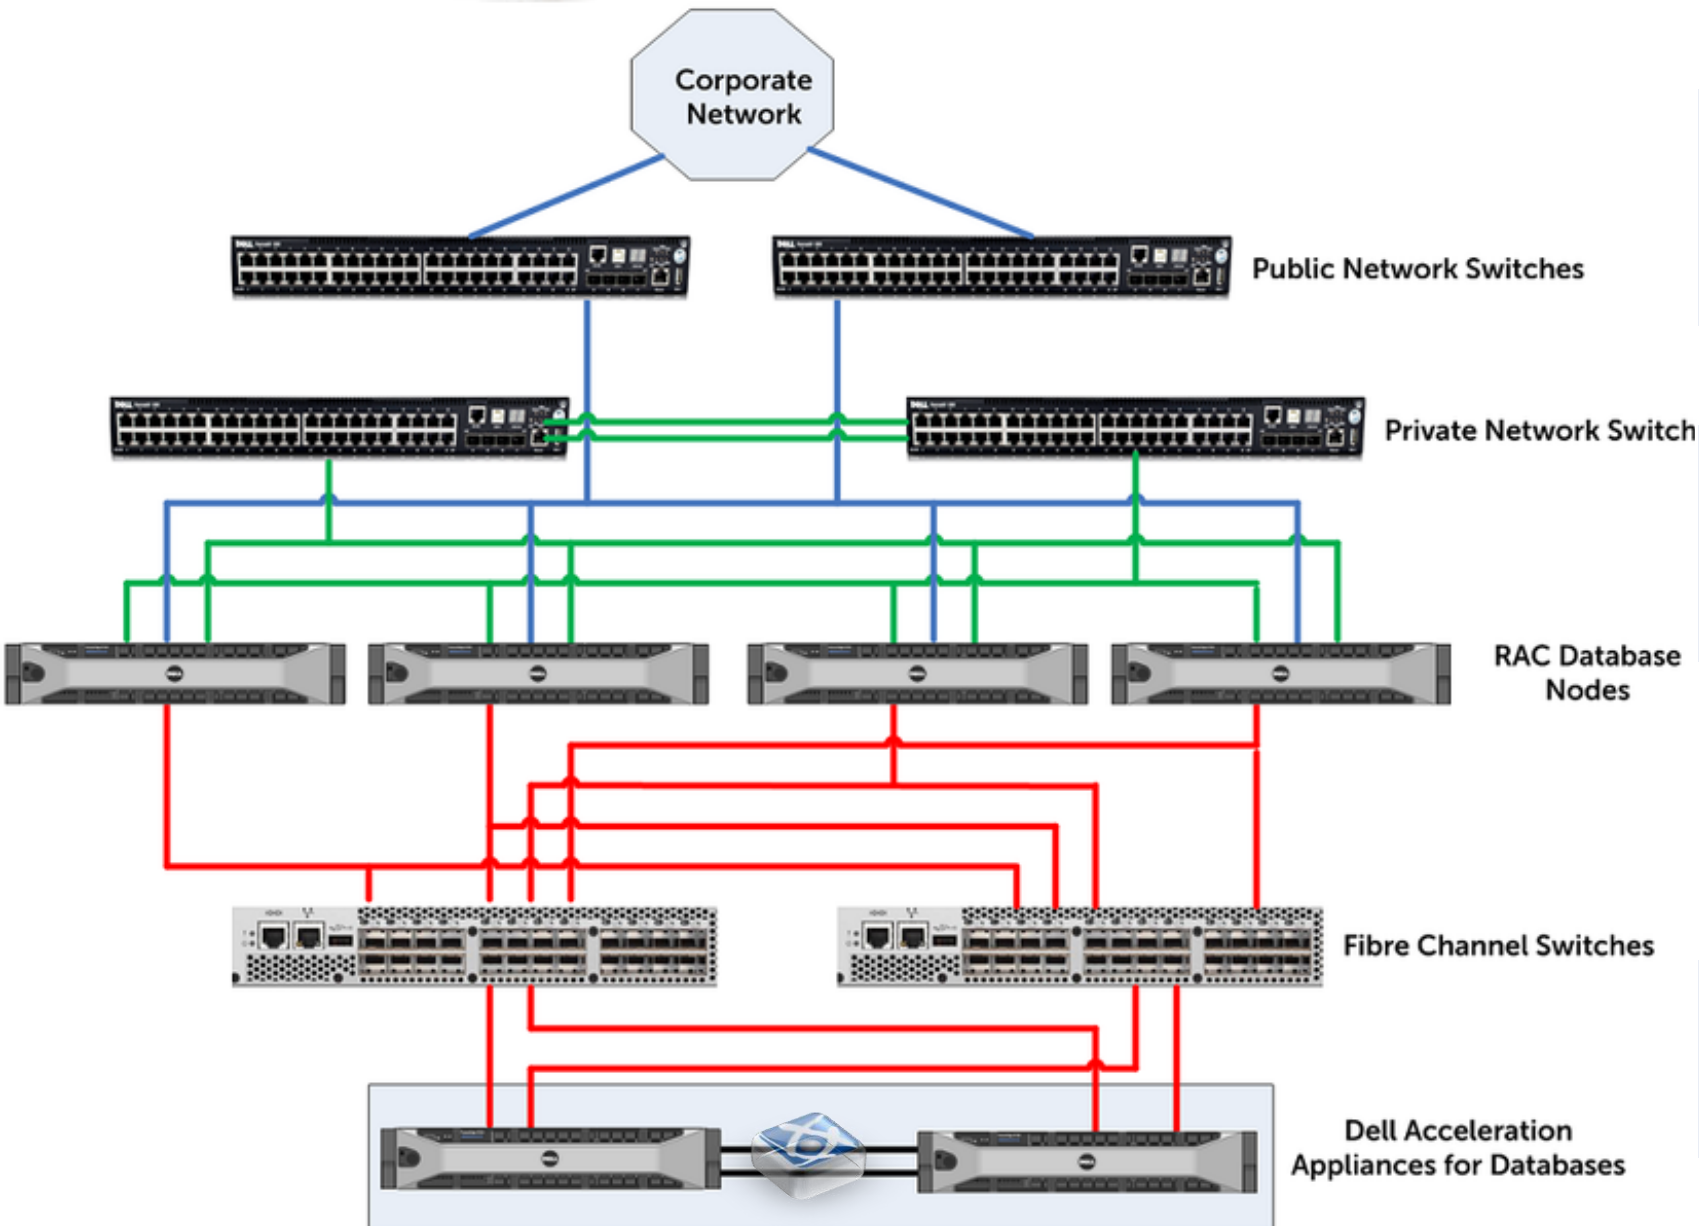 Corporate
Network
Public Network Switches
Private Network Switch
RAC Database
Nodes
Fibre Channel Switches
Dell Acceleration
Appliances for Databases